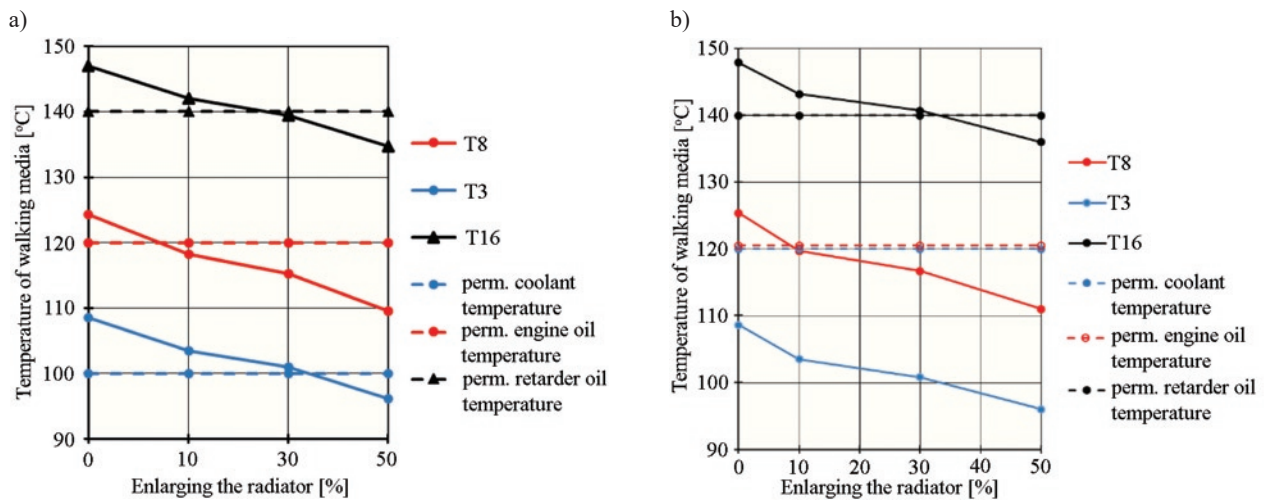 a)
150
140
130
120
110
100
90
0
10
30
50
Temperature of walking media [°C]
Enlarging the radiator [%]
T8
T3
T16
perm. coolant
temperature
perm. engine oil
temperature
perm. retarder oil
temperature
b)
150
140
130
120
110
100
90
0
10
20
30
40
50
Temperature of walking media [°C]
Enlarging the radiator [%]
T8
T3
T16
perm. coolant
temperature
perm. engine oil
temperature
perm. retarder oil
temperature